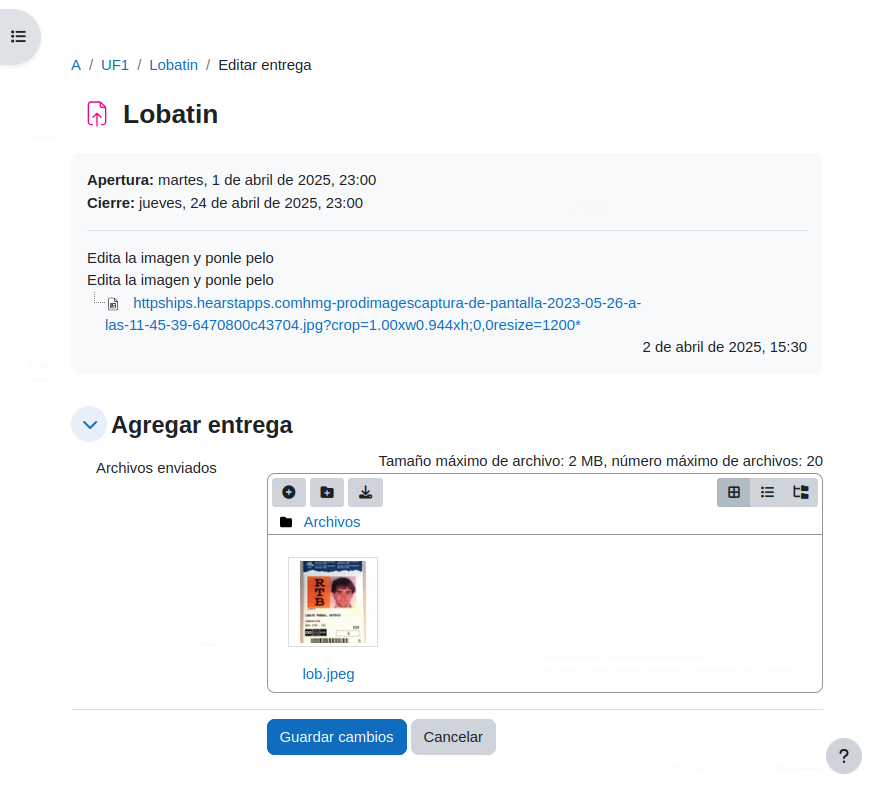 A / UF1 / Lobatin / Editar entrega
Lobatin
Apertura: martes, 1 de abril de 2025, 23:00
Cierre: jueves, 24 de abril de 2025, 23:00
Edita la imagen y ponle pelo
Edita la imagen y ponle pelo
httpships.hearstapps.comhmg-prodimagescaptura-de-pantalla-2023-05-26-a-
las-11-45-39-6470800c43704.jpg?crop=1.00xw0.944xh;0,0resize=1200*
2 de abril de 2025, 15:30
Agregar entrega
Archivos enviados
Tamaño máximo de archivo: 2 MB, número máximo de archivos: 20
Archivos
RTB
ESP
lob.jpeg
Guardar cambios
Cancelar
?